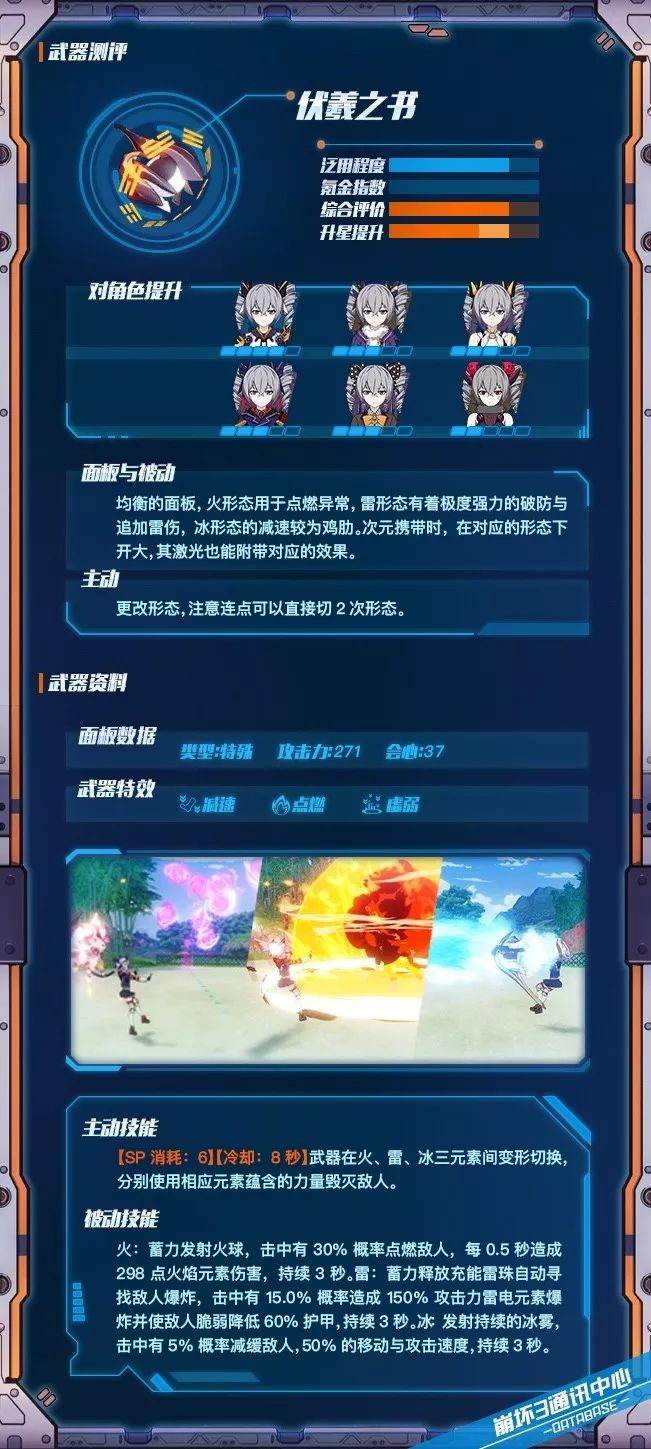 武器测评
伏羲之书
泛用程度
氪金指数
综合评价
升星提升
对角色提升
面板与被动
均衡的面板，火形态用于点燃异常，雷形态有着极度强力的破防与
追加雷伤，冰形态的减速较为鸡肋。次元携带时，在对应的形态下
开大，其激光也能附带对应的效果。
主动
更改形态，注意连点可以直接切 2 次形态。
武器资料
面板数据
类型:特殊 攻击力:271 会心:37
武器特效
减速 点燃 虚弱
主动技能
【SP 消耗：6】【冷却：8 秒】武器在火、雷、冰三元素间变形切换，
分别使用相应元素蕴含的力量毁灭敌人。
被动技能
火：蓄力发射火球，击中有 30% 概率点燃敌人，每 0.5 秒造成
298 点火焰元素伤害，持续 3 秒。雷：蓄力释放充能雷珠自动寻
找敌人爆炸，击中有 15.0% 概率造成 150% 攻击力雷电元素爆
炸并使敌人脆弱降低 60% 护甲，持续 3 秒。冰 发射持续的冰雾，
击中有 5% 概率减缓敌人，50% 的移动与攻击速度，持续 3 秒。
崩坏3通讯中心
-DATABASE-